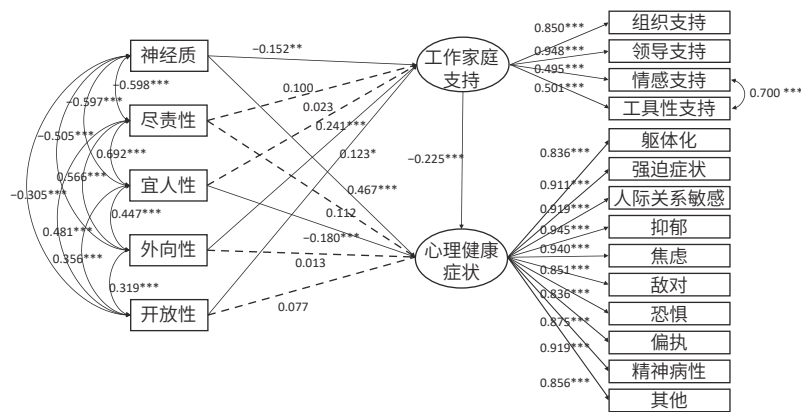 神经质
尽责性
宜人性
外向性
开放性
−0.598***
−0.597***
−0.505***
0.692***
−0.305***
0.566***
0.447***
0.481***
0.356***
0.319***
−0.152**
0.100
0.023
0.241***
0.123*
0.467***
0.112
−0.180***
0.013
0.077
工作家庭
支持
−0.225***
心理健康
症状
0.850***
0.948***
0.495***
0.501***
组织支持
领导支持
情感支持
工具性支持
0.700 ***
0.836***
0.911***
0.919***
0.945***
0.940***
0.851***
0.836***
0.875***
0.919***
0.856***
躯体化
强迫症状
人际关系敏感
抑郁
焦虑
敌对
恐惧
偏执
精神病性
其他